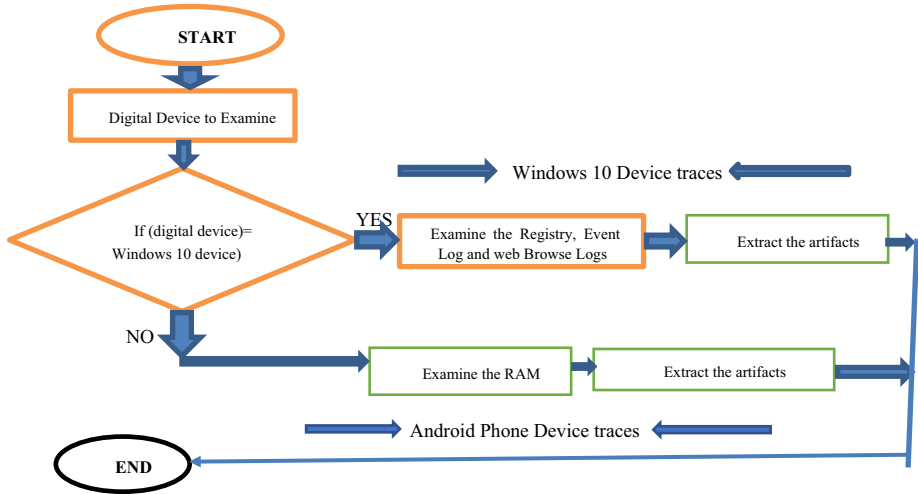 START
Digital Device to Examine
Windows 10 Device traces
If (digital device)=
Windows 10 device)
YES
Examine the Registry, Event
Log and web Browse Logs
Extract the artifacts
NO
Examine the RAM
Extract the artifacts
Android Phone Device traces
END